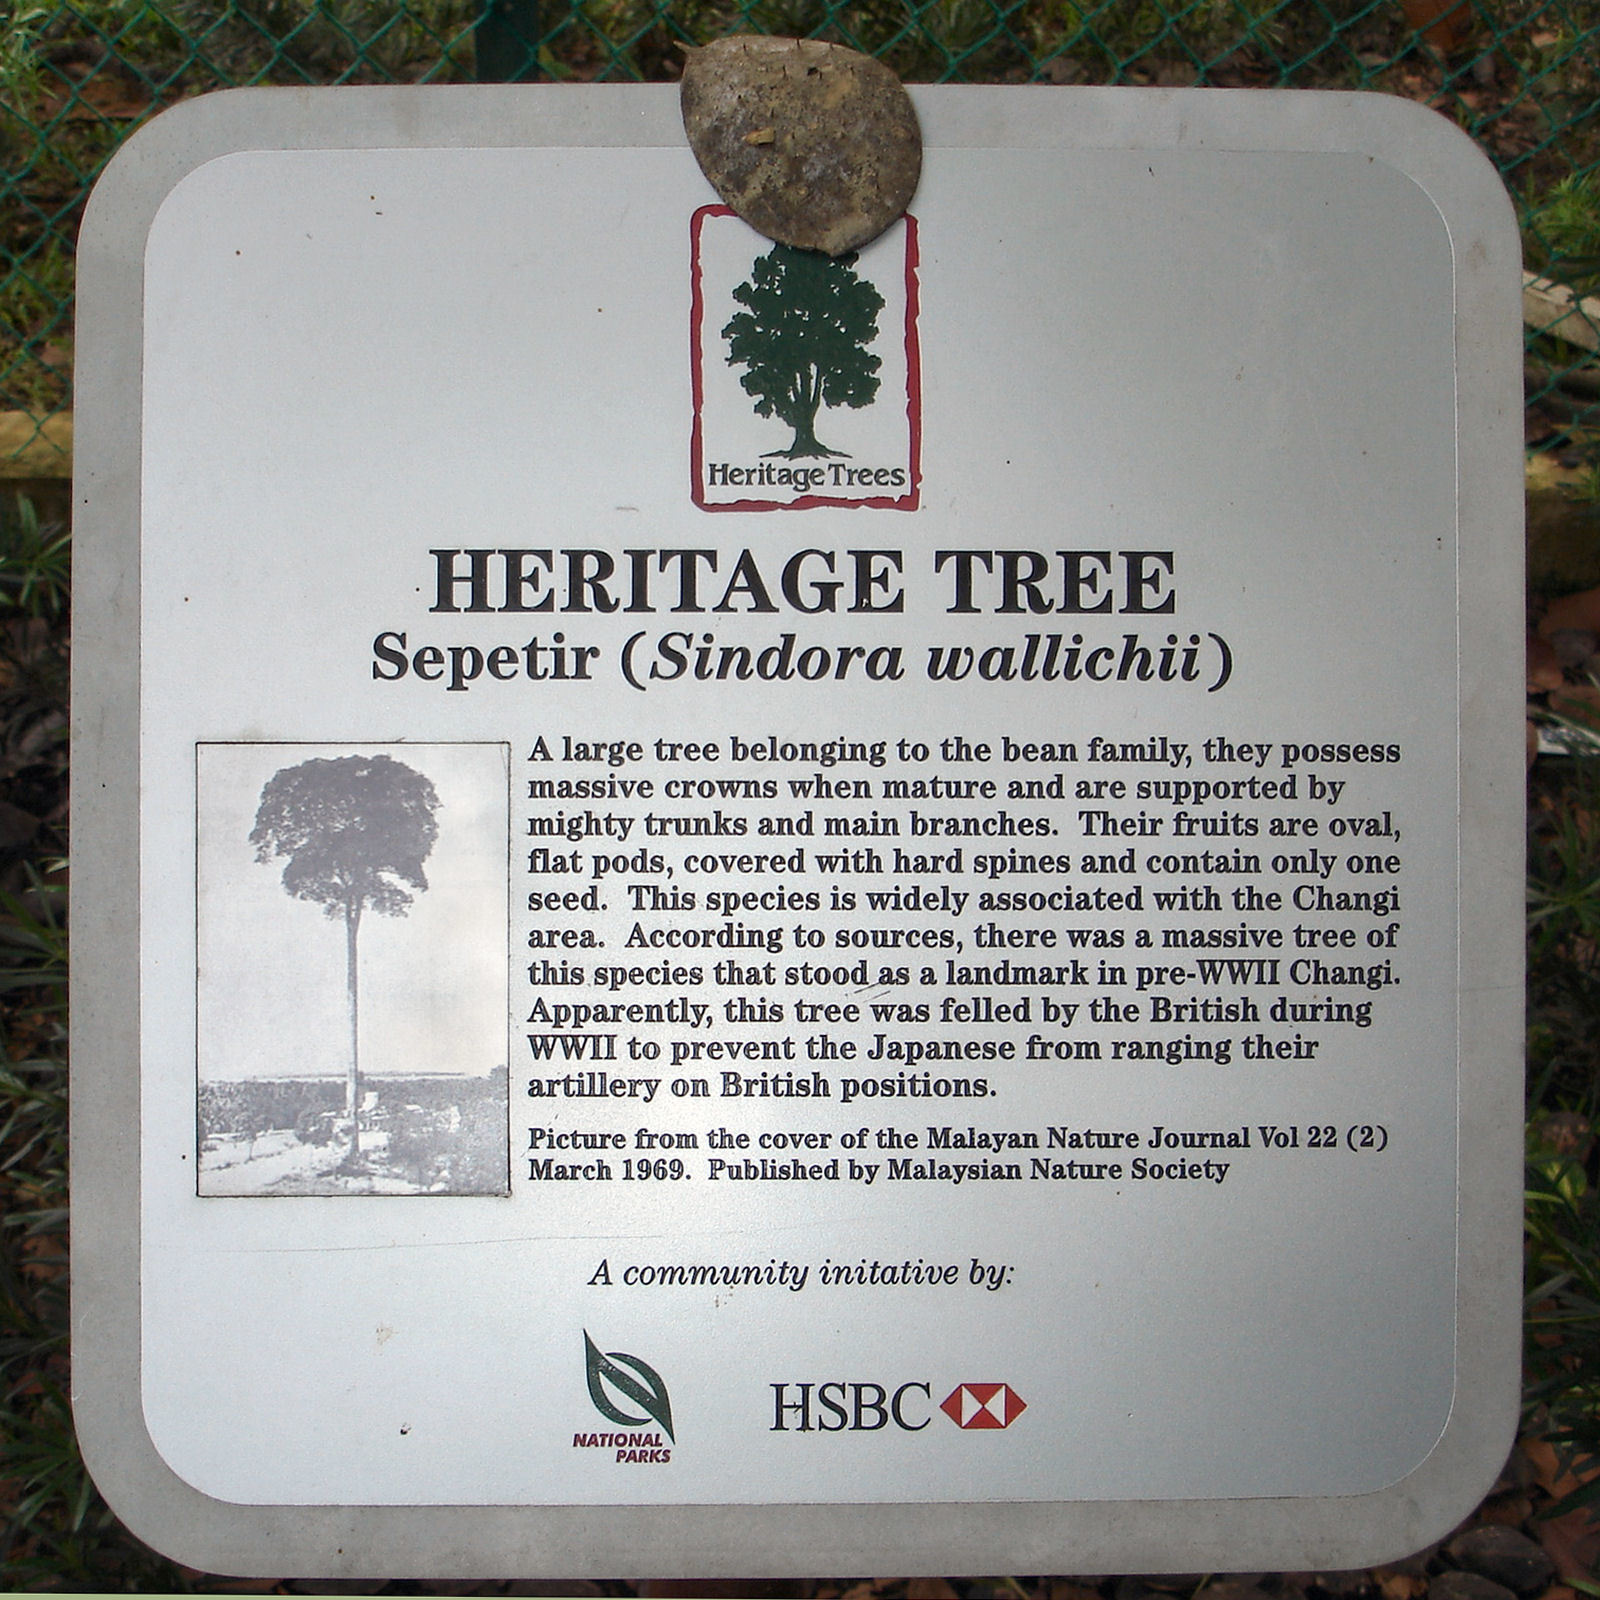 Heritage Trees
HERITAGE TREE
Sepetir (Sindora wallichii)
A large tree belonging to the bean family, they possess
massive crowns when mature and are supported by
mighty trunks and main branches. Their fruits are oval,
flat pods, covered with hard spines and contain only one
seed. This species is widely associated with the Changi
area. According to sources, there was a massive tree of
this species that stood as a landmark in pre-WWII Changi.
Apparently, this tree was felled by the British during
WWII to prevent the Japanese from ranging their
artillery on British positions.
Picture from the cover of the Malayan Nature Journal Vol 22 (2)
March 1969. Published by Malaysian Nature Society
A community initative by:
NATIONAL
PARKS
HSBC